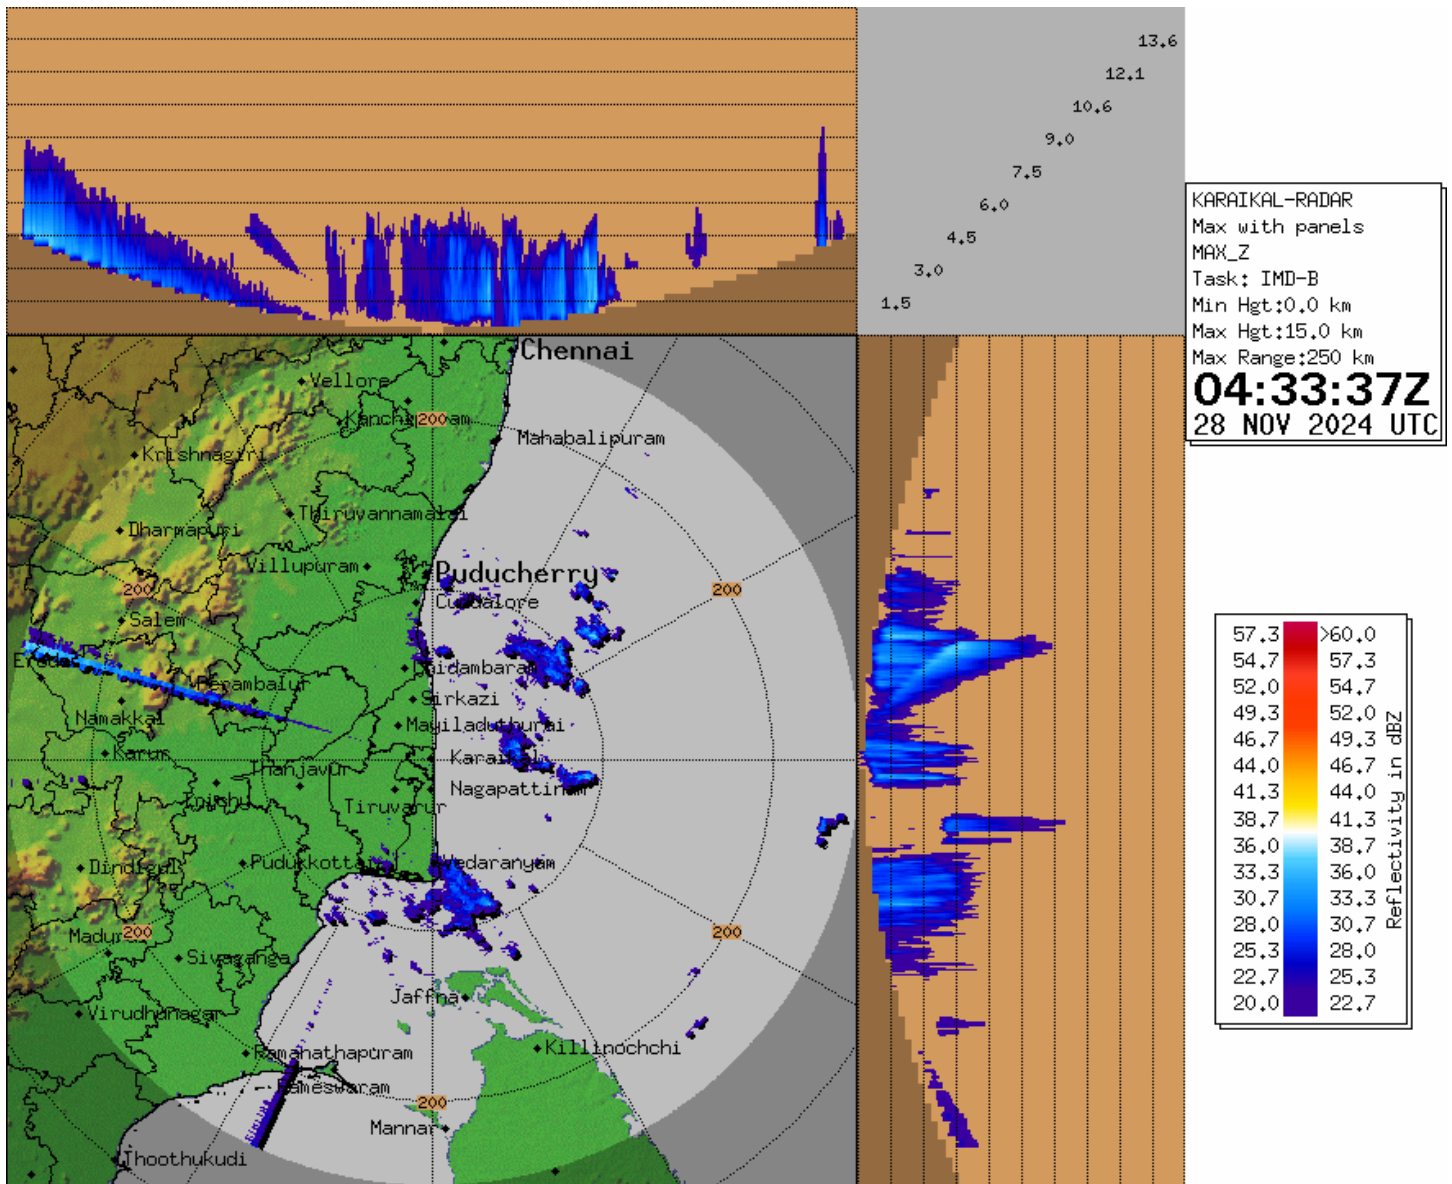 13.6
12.1
10.6
9.0
7.5
6.0
4.5
3.0
1.5
KARAIKAL-RADAR
Max with panels
MAX_Z
Task: IMD-B
Min Hgt:0.0 km
Max Hgt:15.0 km
Max Range:250 km
04:33:37Z
28 NOV 2024 UTC
Chennai
Vellore
200
Mahabalipuram
Krishnagiri
Thiruvannamalai
Dharmapuri
Villupuram
Puducherry
200
200
Cuddalore
Salem
Chidambaram
Perambalur
Sirkazi
Namakkal
Mayiladuthurai
Karur
Karaikal
Thanjavur
Nagapattinam
Tiruvarur
Dindigul
Pudukkottai
Vedaranyam
200
200
Sivaganga
Jaffna
Virudhunagar
Ramanathapuram
Killinochchi
Rameswaram
200
Mannar
Thoothukudi
57.3 >60.0
54.7 57.3
52.0 54.7
49.3 52.0
46.7 49.3
44.0 46.7
41.3 44.0
38.7 41.3
36.0 38.7
33.3 36.0
30.7 33.3
28.0 30.7
25.3 28.0
22.7 25.3
20.0 22.7
Reflectivity in dBZ